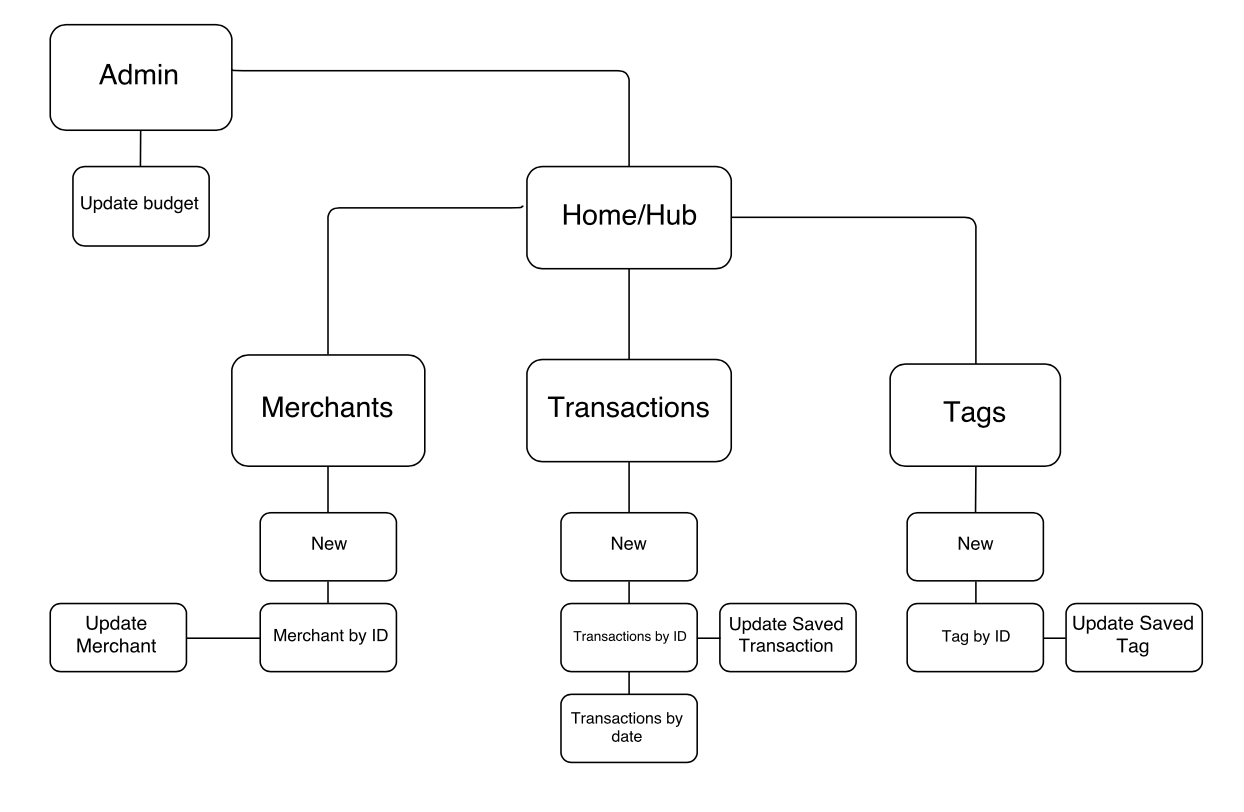 Admin
Update budget
Home/Hub
Merchants
Transactions
Tags
New
New
New
Update
Merchant
Merchant by ID
Transactions by ID
Update Saved
Transaction
Tag by ID
Update Saved
Tag
Transactions by
date